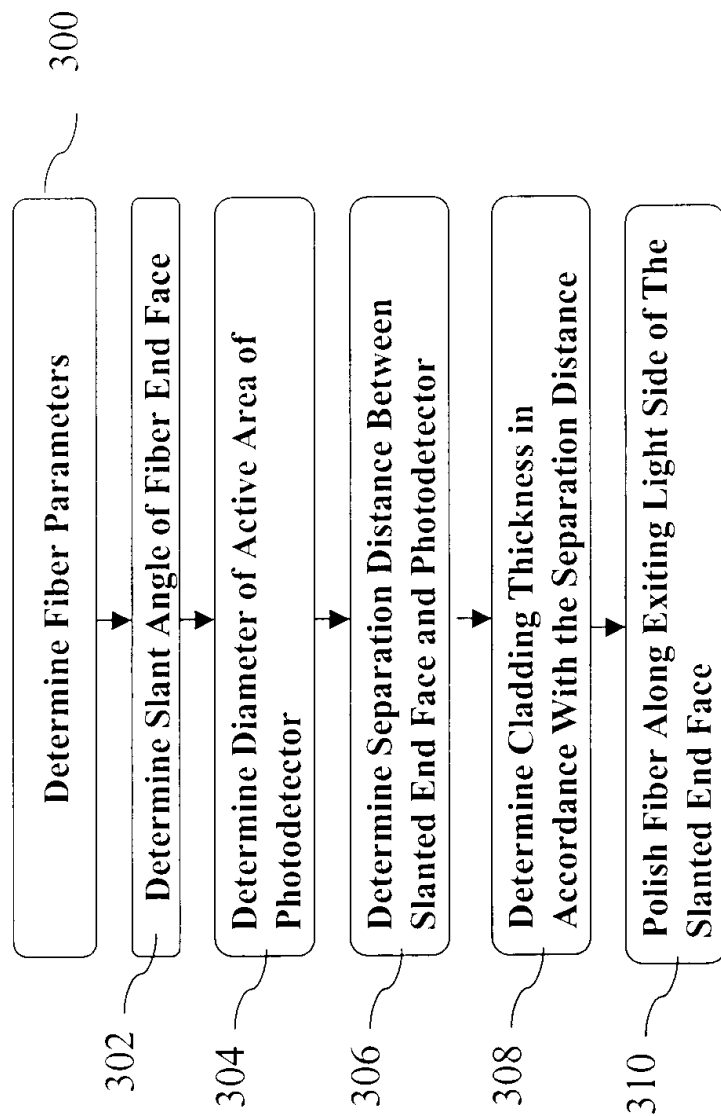 300
Determine Fiber Parameters
302
Determine Slant Angle of Fiber End Face
304
Determine Diameter of Active Area of
Photodetector
306
Determine Separation Distance Between
Slanted End Face and Photodetector
308
Determine Cladding Thickness in
Accordance With the Separation Distance
310
Polish Fiber Along Exiting Light Side of The
Slanted End Face